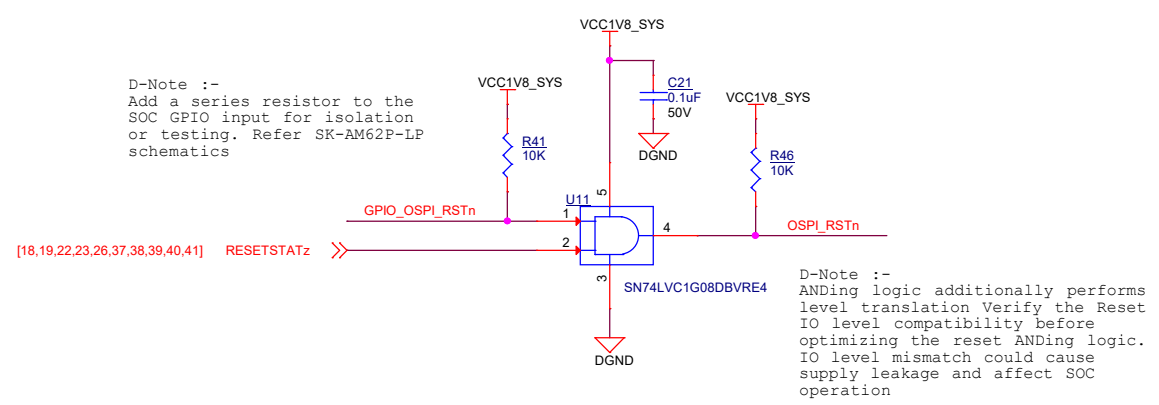 VCC1V8_SYS
D-Note :-
Add a series resistor to the
SOC GPIO input for isolation
or testing. Refer SK-AM62P-LP
schematics
VCC1V8_SYS
C21
0.1uF
50V
DGND
VCC1V8_SYS
R41
10K
R46
10K
GPIO_OSPI_RSTn
1
U11
5
4
OSPI_RSTn
[18,19,22,23,26,37,38,39,40,41]
RESETSTATz
2
3
SN74LVC1G08DBVRE4
DGND
D-Note :-
ANDing logic additionally performs
level translation Verify the Reset
IO level compatibility before
optimizing the reset ANDing logic.
IO level mismatch could cause
supply leakage and affect SOC
operation